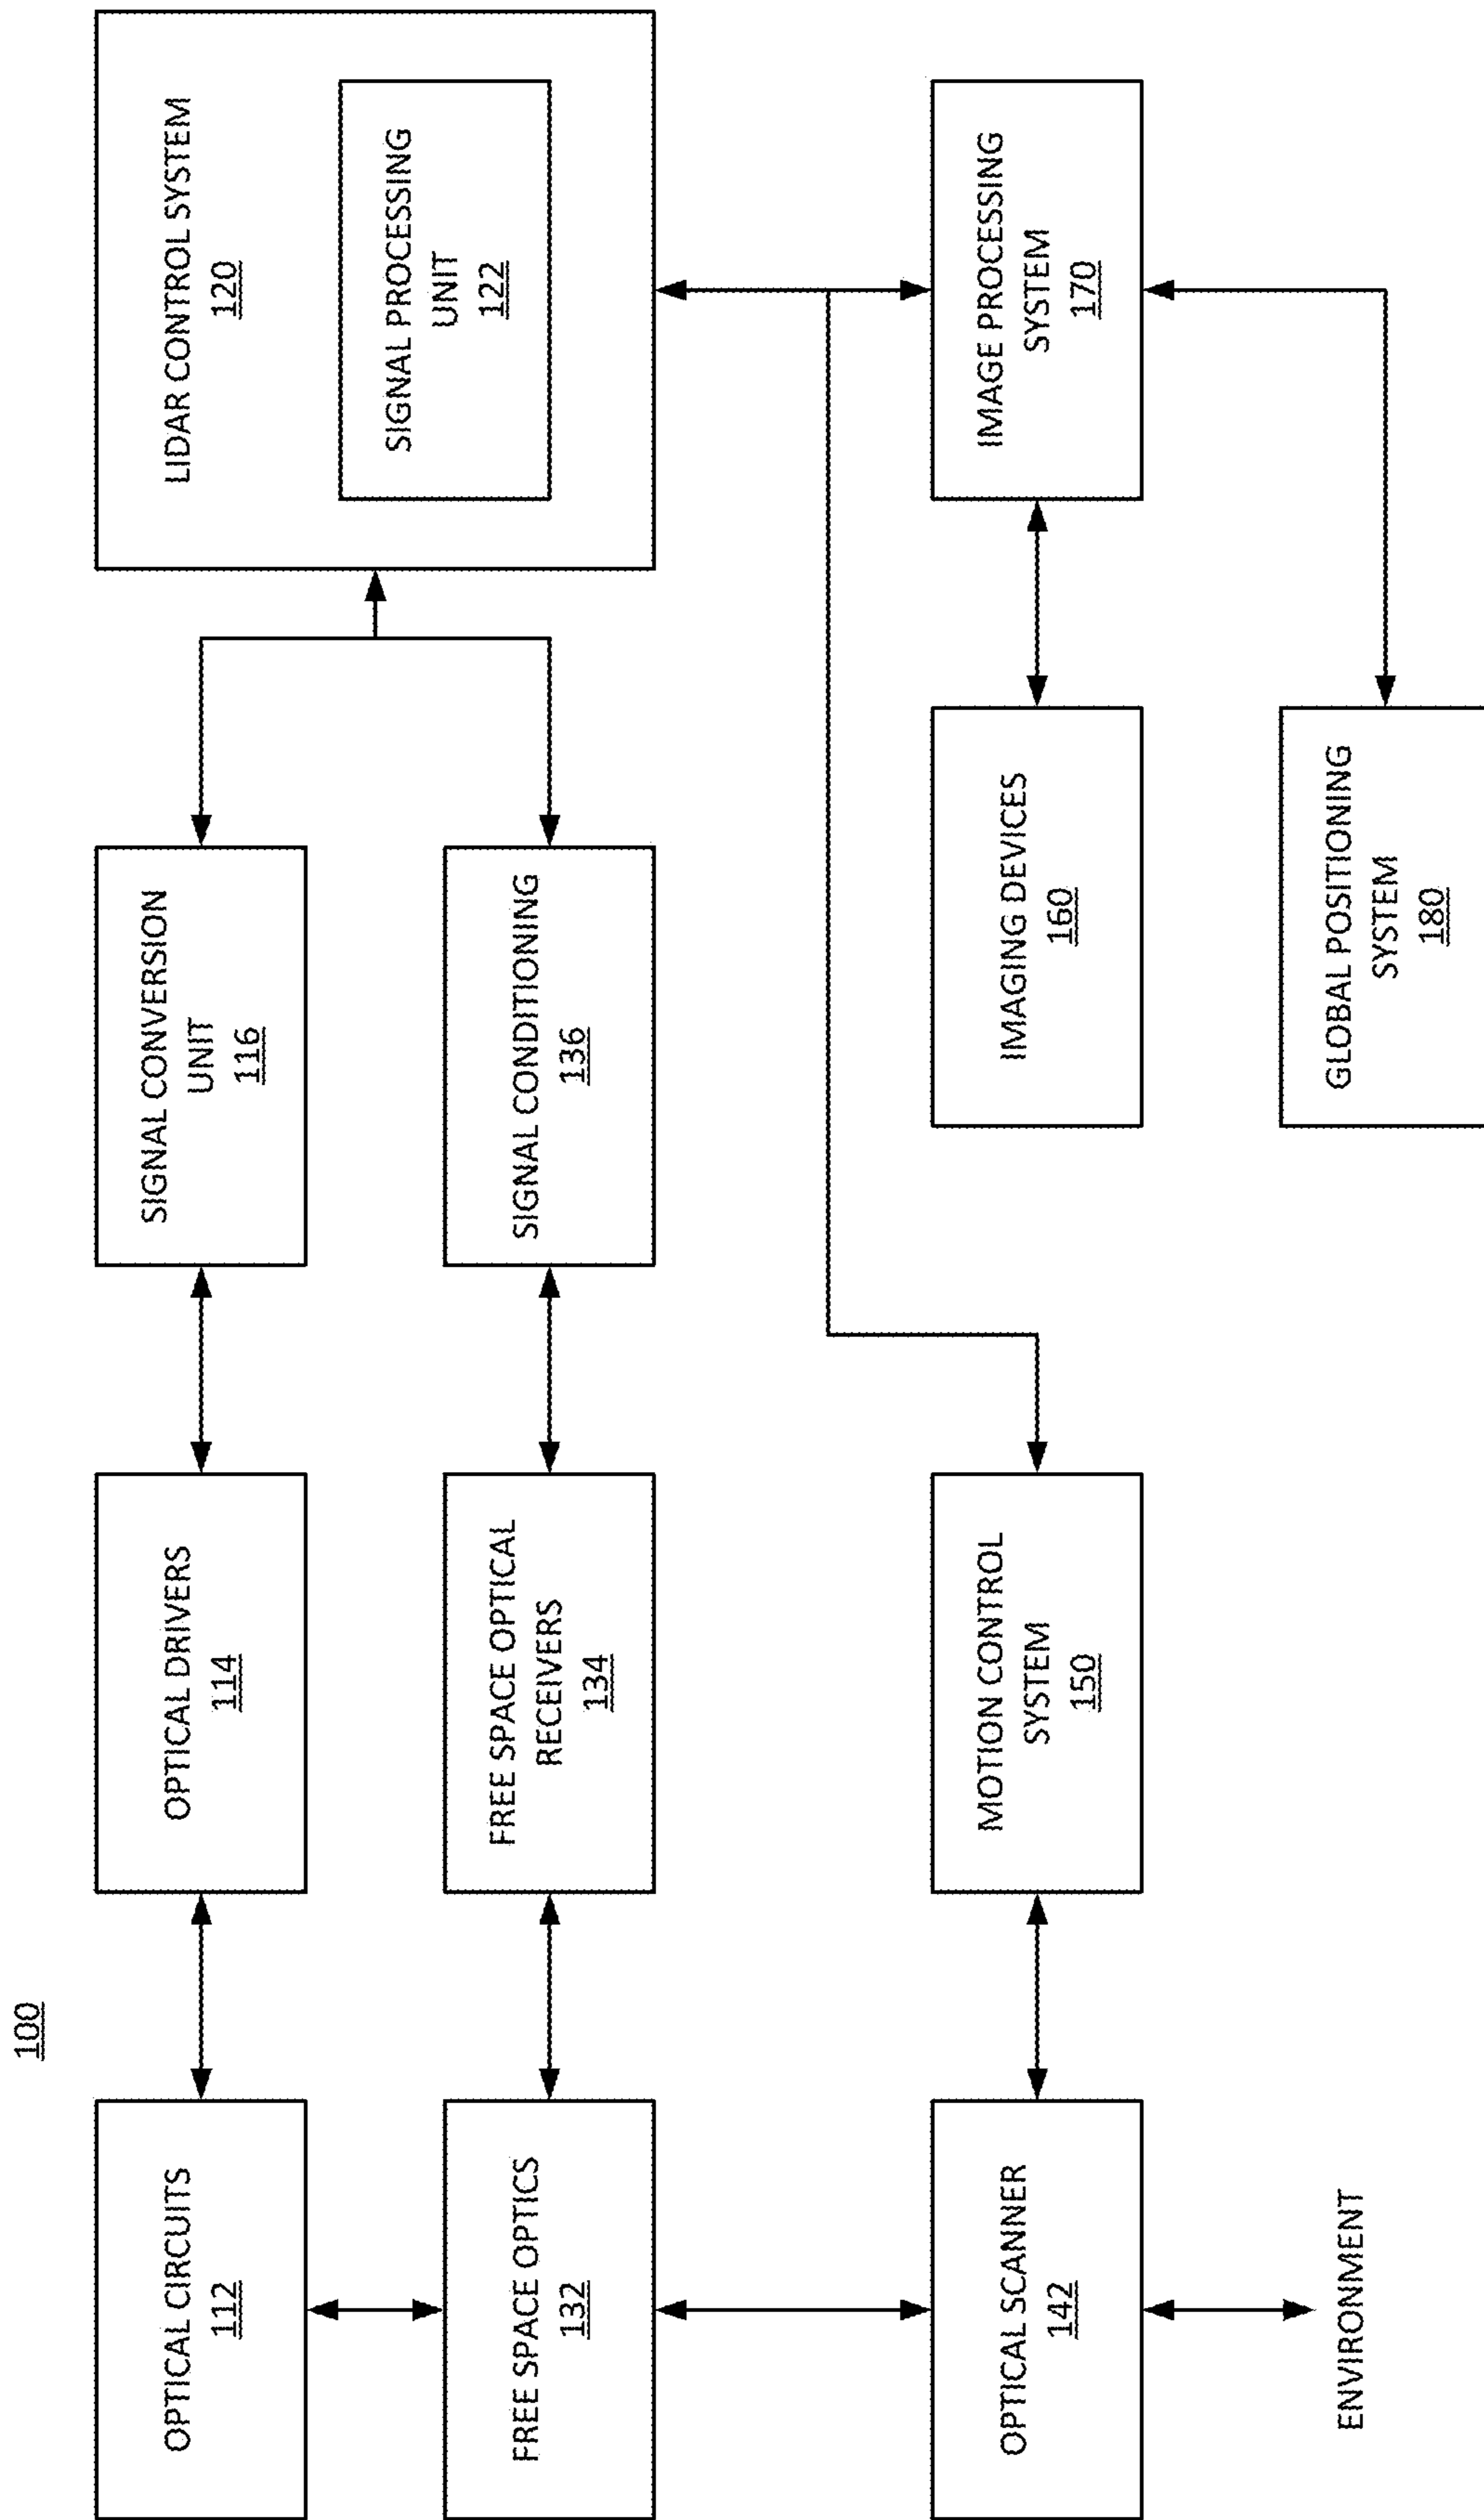 100
OPTICAL CIRCUITS
112
OPTICAL DRIVERS
114
SIGNAL CONVERSION
UNIT
116
LIDAR CONTROL SYSTEM
120
SIGNAL PROCESSING
UNIT
122
FREE SPACE OPTICS
132
FREE SPACE OPTICAL
RECEIVERS
134
SIGNAL CONDITIONING
136
OPTICAL SCANNER
142
MOTION CONTROL
SYSTEM
150
IMAGING DEVICES
160
IMAGE PROCESSING
SYSTEM
170
ENVIRONMENT
GLOBAL POSITIONING
SYSTEM
180